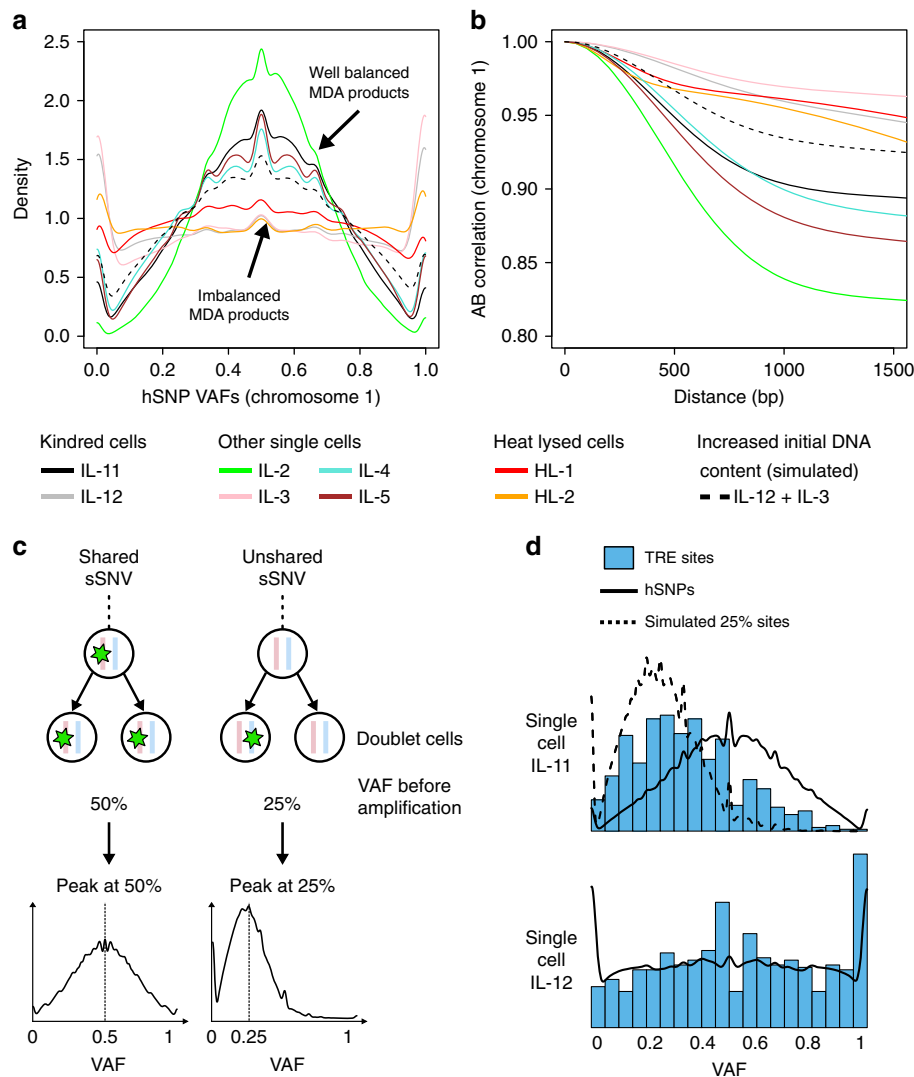 a
2.5
2.0
1.5
1.0
0.5
0.0
Density
Well balanced
MDA products
Imbalanced
MDA products
0.0 0.2 0.4 0.6 0.8 1.0
hSNP VAFs (chromosome 1)
b
1.00
0.95
0.90
0.85
0.80
AB correlation (chromosome 1)
0 500 1000 1500
Distance (bp)
Kindred cells
IL-11
IL-12
Other single cells
IL-2 IL-4
IL-3 IL-5
Heat lysed cells
HL-1
HL-2
Increased initial DNA
content (simulated)
IL-12 + IL-3
c
Shared
sSNV
Unshared
sSNV
Doublet cells
VAF before
amplification
50% 25%
Peak at 50% Peak at 25%
0 0.5 1
VAF
0 0.25 1
VAF
d
TRE sites
hSNPs
Simulated 25% sites
Single
cell
IL-11
Single
cell
IL-12
0 0.2 0.4 0.6 0.8 1
VAF